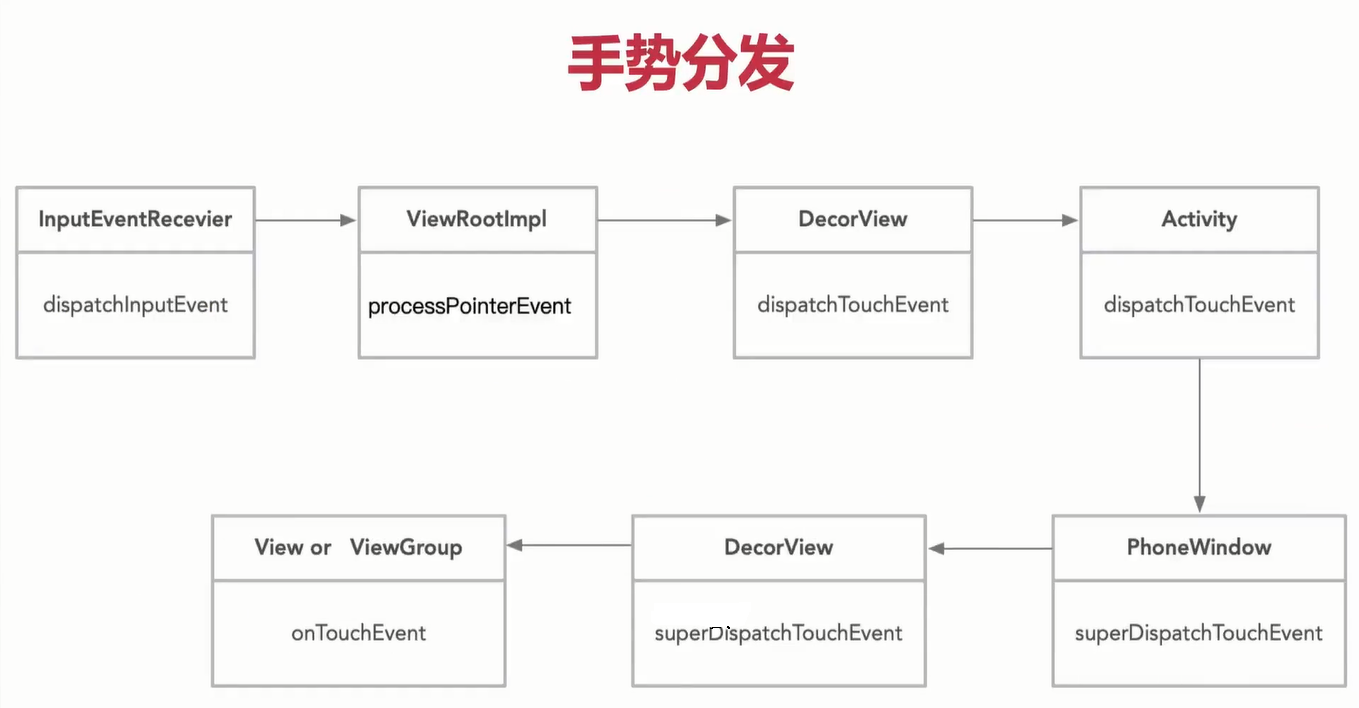 手势分发
InputEventRecevier
ViewRootImpl
DecorView
Activity
dispatchInputEvent
processPointerEvent
dispatchTouchEvent
dispatchTouchEvent
View or ViewGroup
DecorView
PhoneWindow
onTouchEvent
superDispatchTouchEvent
superDispatchTouchEvent